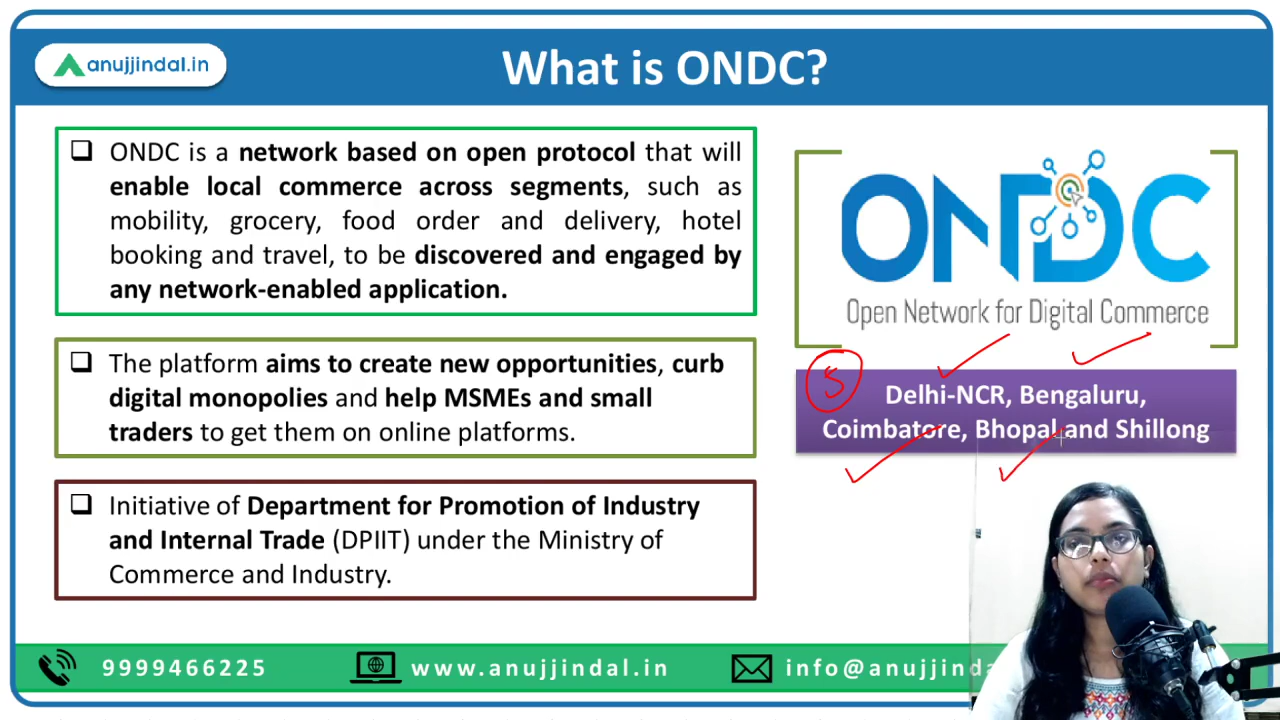 anujjindal.in
What is ONDC?
❑ ONDC is a network based on open protocol that will
enable local commerce across segments, such as
mobility, grocery, food order and delivery, hotel
booking and travel, to be discovered and engaged by
any network-enabled application.
❑ The platform aims to create new opportunities, curb
digital monopolies and help MSMEs and small
traders to get them on online platforms.
❑ Initiative of Department for Promotion of Industry
and Internal Trade (DPIIT) under the Ministry of
Commerce and Industry.
ONDC
Open Network for Digital Commerce
5
Delhi-NCR, Bengaluru,
Coimbatore, Bhopal and Shillong
9999466225
www.anujjindal.in
info@anujjinda